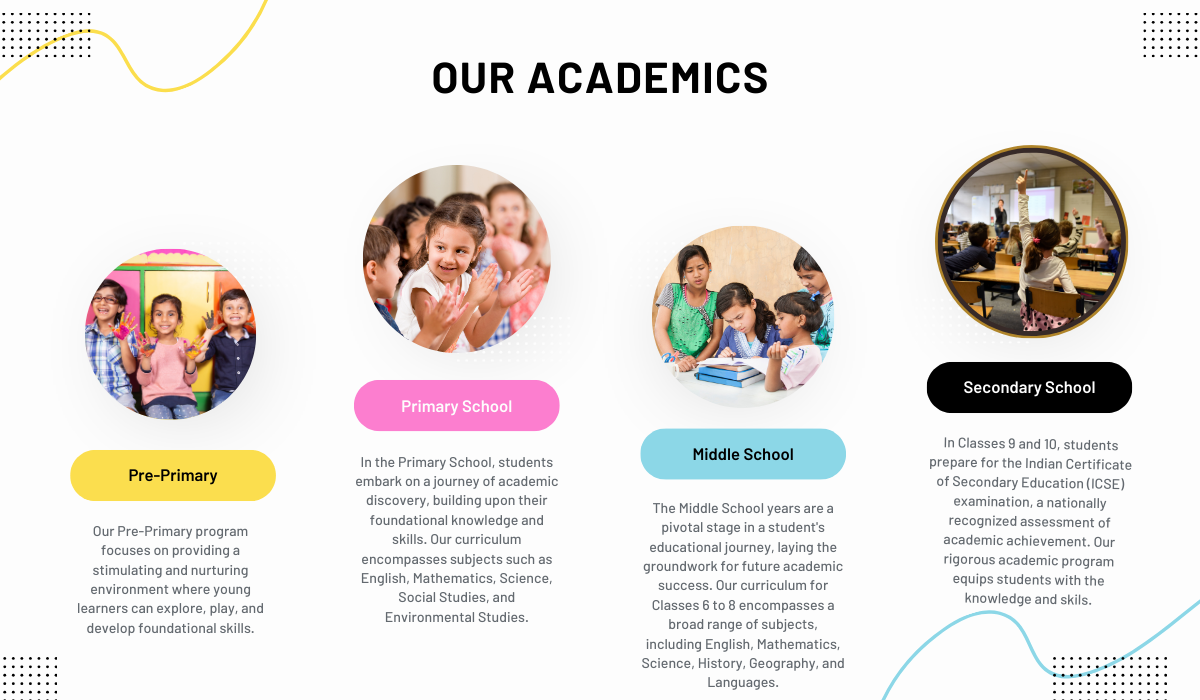 OUR ACADEMICS
Pre-Primary
Our Pre-Primary program
focuses on providing a
stimulating and nurturing
environment where young
learners can explore, play, and
develop foundational skills.
Primary School
In the Primary School, students
embark on a journey of academic
discovery, building upon their
foundational knowledge and
skills. Our curriculum
encompasses subjects such as
English, Mathematics, Science,
Social Studies, and
Environmental Studies.
Middle School
The Middle School years are a
pivotal stage in a student's
educational journey, laying the
groundwork for future academic
success. Our curriculum for
Classes 6 to 8 encompasses a
broad range of subjects,
including English, Mathematics,
Science, History, Geography, and
Languages.
Secondary School
In Classes 9 and 10, students
prepare for the Indian Certificate
of Secondary Education (ICSE)
examination, a nationally
recognized assessment of
academic achievement. Our
rigorous academic program
equips students with the
knowledge and skils.